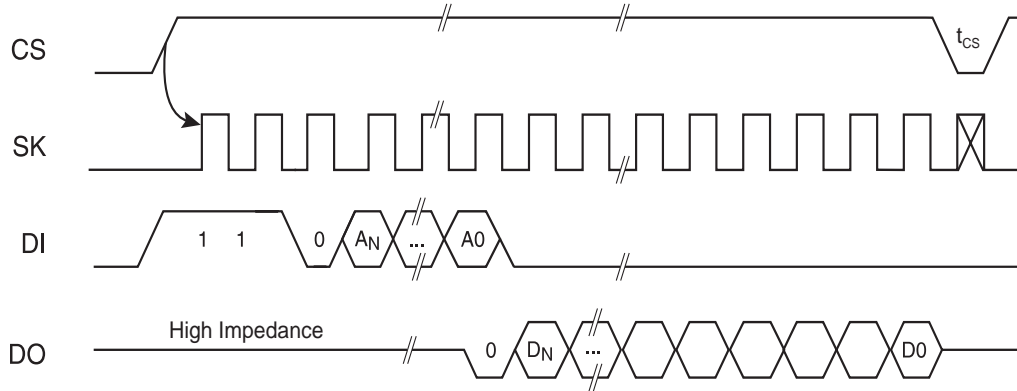 CS
t_CS
SK
DI
1 1 0 A_N ... A0
High Impedance
DO
0 D_N ... D0